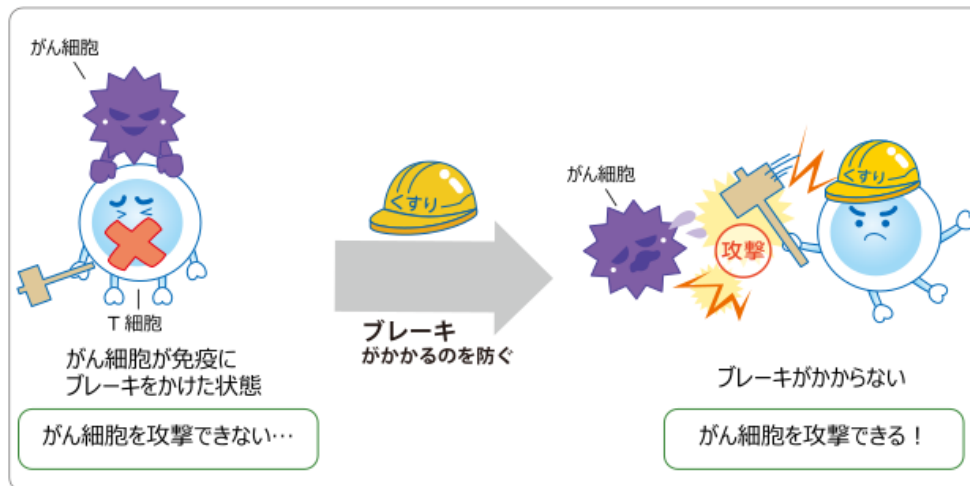 がん細胞
T 細胞
がん細胞が免疫に
ブレーキをかけた状態
がん細胞を攻撃できない…
くすり
ブレーキ
がかかるのを防ぐ
がん細胞
攻撃
くすり
ブレーキがかからない
がん細胞を攻撃できる！